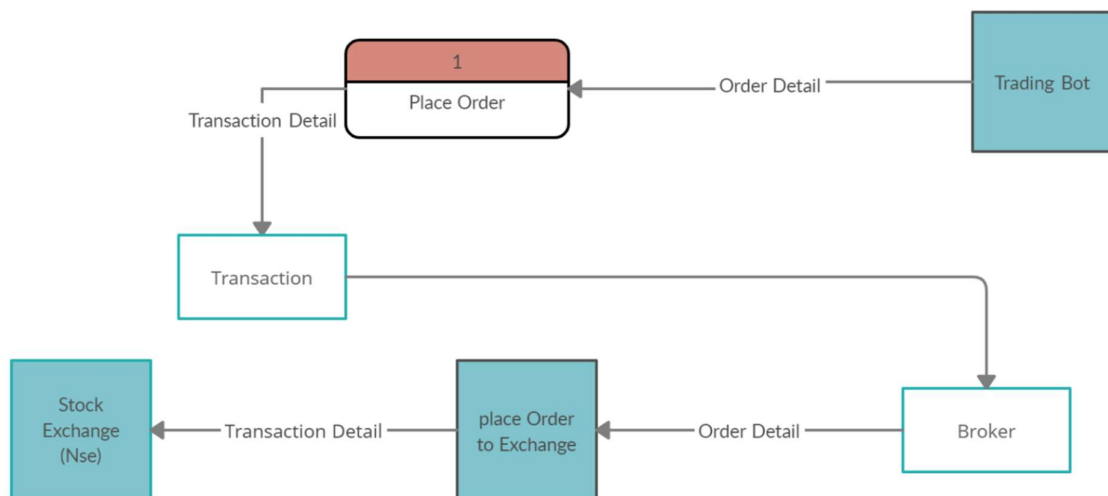 1
Place Order
Order Detail
Trading Bot
Transaction Detail
Transaction
Stock
Exchange
(Nse)
Transaction Detail
place Order
to Exchange
Order Detail
Broker